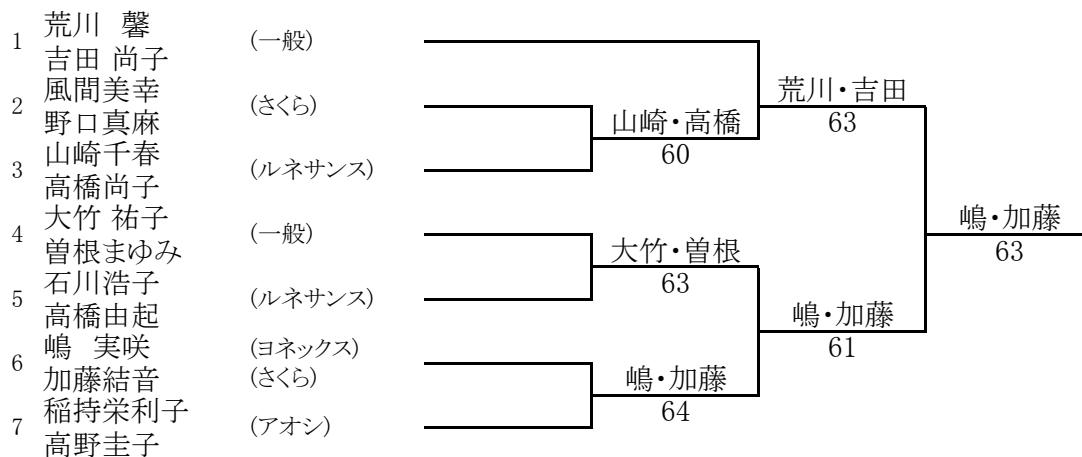 1 荒川 馨 (一般)
吉田 尚子
荒川・吉田
63
2 風間美幸 (さくら)
野口真麻
山崎・高橋
60
3 山崎千春 (ルネサンス)
高橋尚子
嶋・加藤
63
4 大竹 祐子 (一般)
曽根まゆみ
大竹・曽根
63
5 石川浩子 (ルネサンス)
高橋由起
嶋・加藤
61
6 嶋 実咲 (ヨネックス)
加藤結音 (さくら)
嶋・加藤
64
7 稲持栄利子 (アオシ)
高野圭子